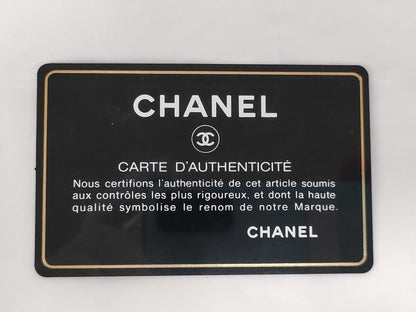 CHANEL
CARTE D'AUTHENTICITÉ
Nous certifions l'authenticité de cet article soumis
aux contrôles les plus rigoureux, et dont la haute
qualité symbolise le renom de notre Marque.
CHANEL